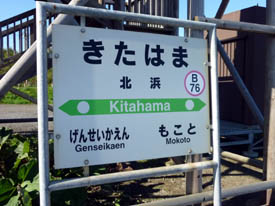 きたはま
北浜
B
76
Kitahama
げんせいかえん
Genseikaen
もこと
Mokoto